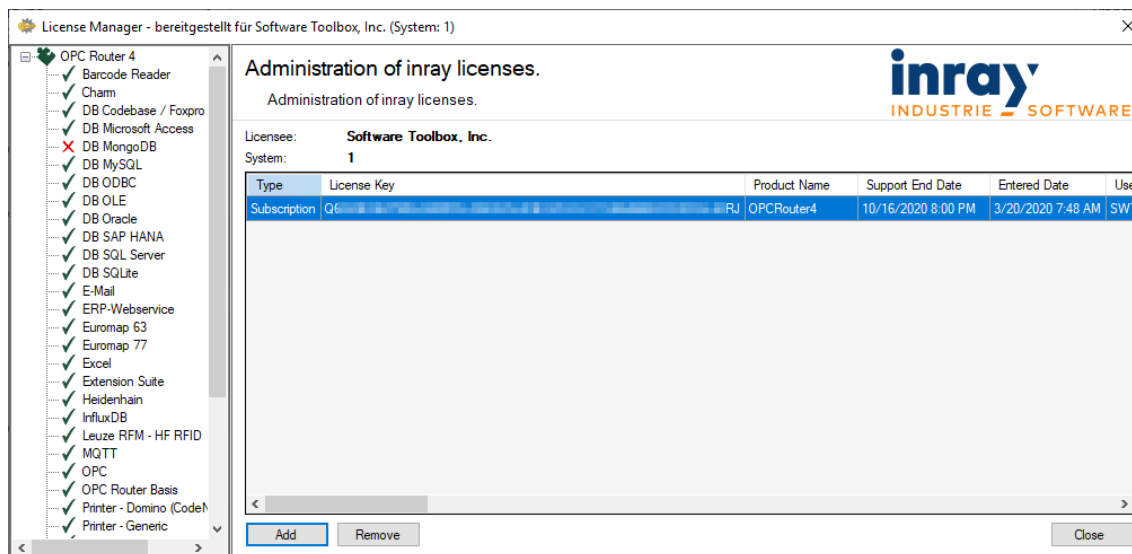 License Manager - bereitgestellt für Software Toolbox, Inc. (System: 1)
OPC Router 4
Barcode Reader
Charm
DB Codebase / Foxpro
DB Microsoft Access
DB MongoDB
DB MySQL
DB ODBC
DB OLE
DB Oracle
DB SAP HANA
DB SQL Server
DB SQLite
E-Mail
ERP-Webservice
Euromap 63
Euromap 77
Excel
Extension Suite
Heidenhain
InfluxDB
Leuze RFM - HF RFID
MQTT
OPC
OPC Router Basis
Printer - Domino (CodeN
Printer - Generic
Administration of inray licenses.
Administration of inray licenses.
inray
INDUSTRIE SOFTWARE
Licensee: Software Toolbox, Inc.
System: 1
Type License Key Product Name Support End Date Entered Date Use
Subscription Q6 RJ OPCRouter4 10/16/2020 8:00 PM 3/20/2020 7:48 AM SW
Add Remove Close